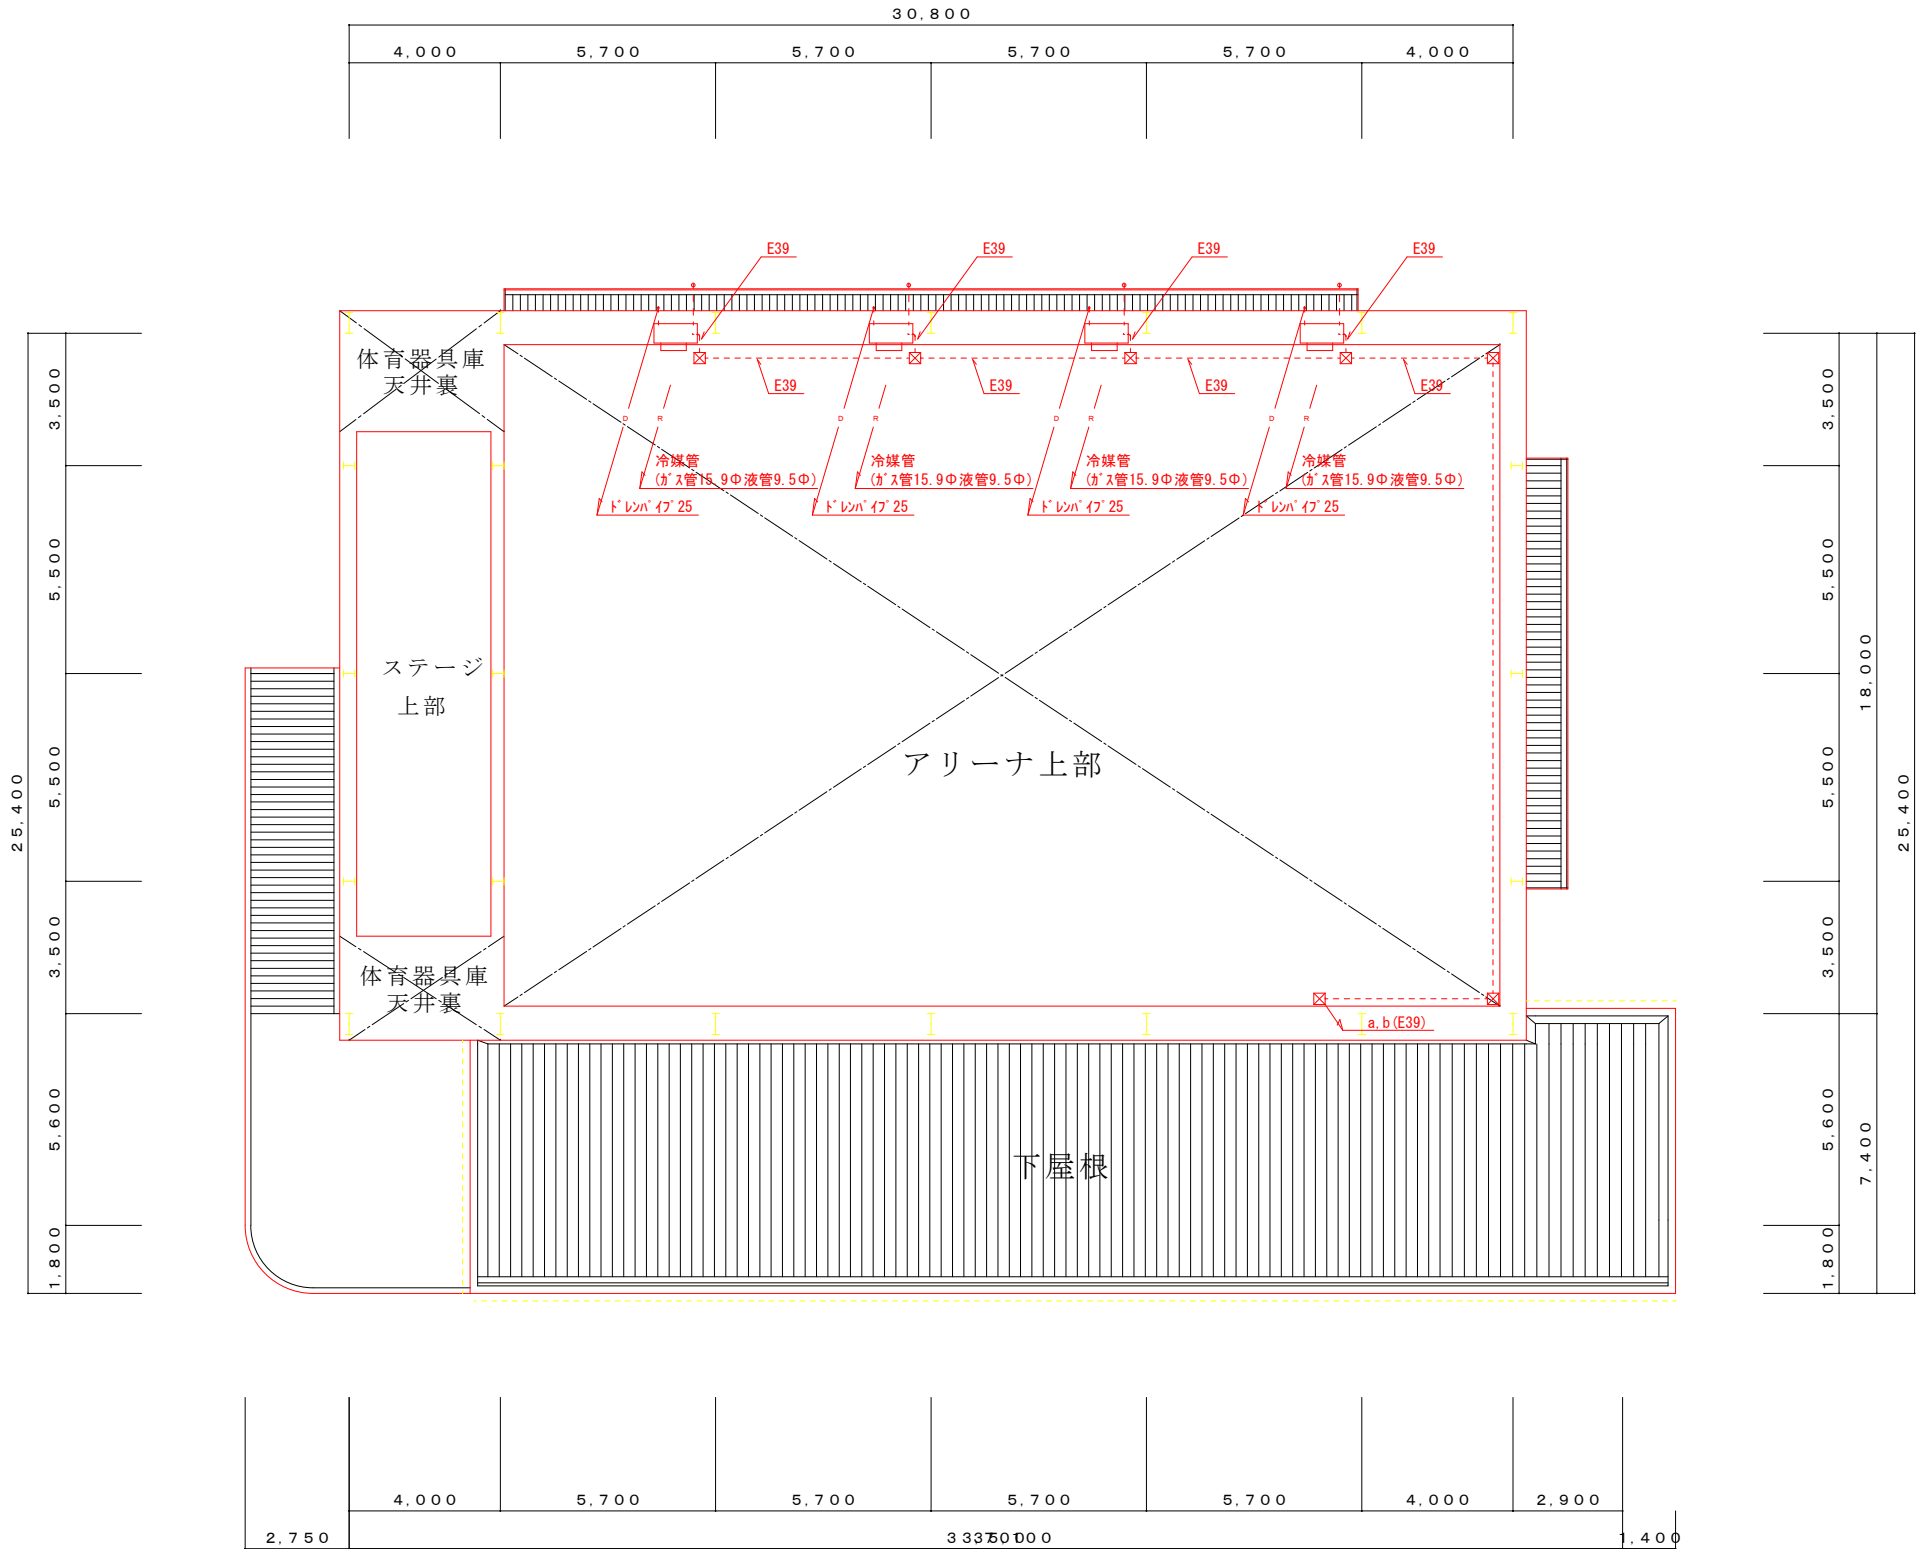 30,800
4,000 5,700 5,700 5,700 5,700 4,000
E39 E39 E39 E39
体育器具庫
天井裏
E39 E39 E39 E39
D R D R D R D R
冷媒管 冷媒管 冷媒管 冷媒管
(ｶﾞｽ管15.9Φ液管9.5Φ) (ｶﾞｽ管15.9Φ液管9.5Φ) (ｶﾞｽ管15.9Φ液管9.5Φ) (ｶﾞｽ管15.9Φ液管9.5Φ)
ﾄﾞﾚﾝﾊﾟｲﾌﾟ25 ﾄﾞﾚﾝﾊﾟｲﾌﾟ25 ﾄﾞﾚﾝﾊﾟｲﾌﾟ25 ﾄﾞﾚﾝﾊﾟｲﾌﾟ25
ステージ
上部
アリーナ上部
体育器具庫
天井裏
a,b(E39)
下屋根
25,400
3,500
5,500
5,500
3,500
5,600
1,800
3,500
5,500
5,500
3,500
5,600
1,800
18,000
7,400
25,400
4,000 5,700 5,700 5,700 5,700 4,000 2,900
2,750 1,400